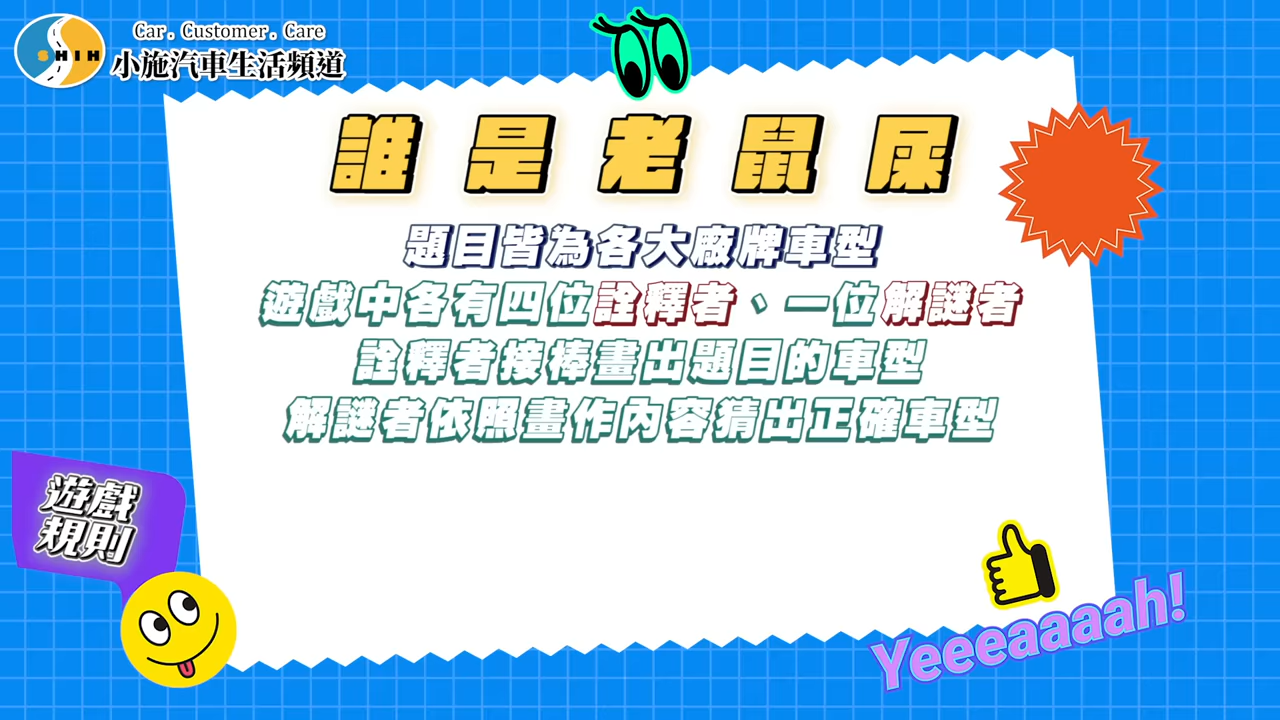 Car. Customer. Care
SHIH
小施汽車生活頻道
誰是老鼠屎
題目皆為各大廠牌車型
遊戲中各有四位詮釋者、一位解謎者
詮釋者接棒畫出題目的車型
解謎者依照畫作內容猜出正確車型
遊戲
規則
Yeeeaaaah!